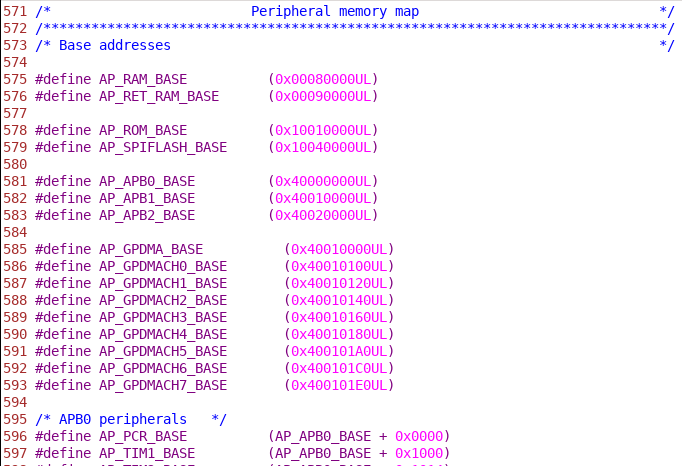 571 /*                         Peripheral memory map                              */
572 /******************************************************************************/
573 /* Base addresses                                                             */
574
575 #define AP_RAM_BASE          (0x00080000UL)
576 #define AP_RET_RAM_BASE      (0x00090000UL)
577
578 #define AP_ROM_BASE          (0x10010000UL)
579 #define AP_SPIFLASH_BASE     (0x10040000UL)
580
581 #define AP_APB0_BASE         (0x40000000UL)
582 #define AP_APB1_BASE         (0x40010000UL)
583 #define AP_APB2_BASE         (0x40020000UL)
584
585 #define AP_GPDMA_BASE          (0x40010000UL)
586 #define AP_GPDMACH0_BASE       (0x40010100UL)
587 #define AP_GPDMACH1_BASE       (0x40010120UL)
588 #define AP_GPDMACH2_BASE       (0x40010140UL)
589 #define AP_GPDMACH3_BASE       (0x40010160UL)
590 #define AP_GPDMACH4_BASE       (0x40010180UL)
591 #define AP_GPDMACH5_BASE       (0x400101A0UL)
592 #define AP_GPDMACH6_BASE       (0x400101C0UL)
593 #define AP_GPDMACH7_BASE       (0x400101E0UL)
594
595 /* APB0 peripherals   */
596 #define AP_PCR_BASE          (AP_APB0_BASE + 0x0000)
597 #define AP_TIM1_BASE         (AP_APB0_BASE + 0x1000)